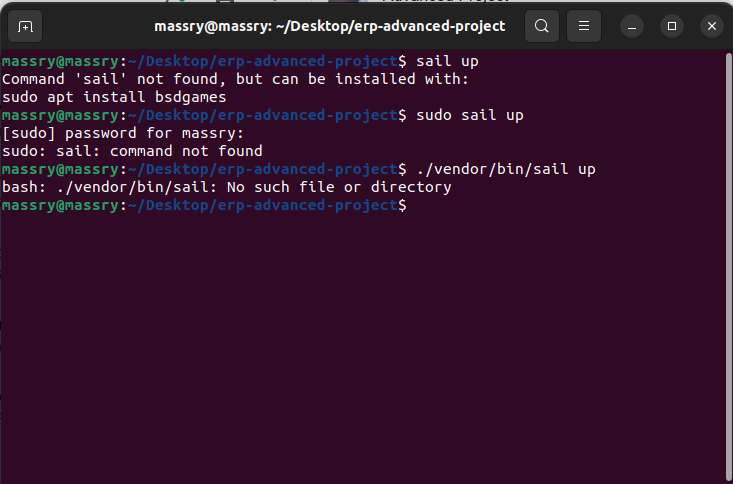 massry@massry: ~/Desktop/erp-advanced-project
massry@massry:~/Desktop/erp-advanced-project$ sail up
Command 'sail' not found, but can be installed with:
sudo apt install bsdgames
massry@massry:~/Desktop/erp-advanced-project$ sudo sail up
[sudo] password for massry:
sudo: sail: command not found
massry@massry:~/Desktop/erp-advanced-project$ ./vendor/bin/sail up
bash: ./vendor/bin/sail: No such file or directory
massry@massry:~/Desktop/erp-advanced-project$